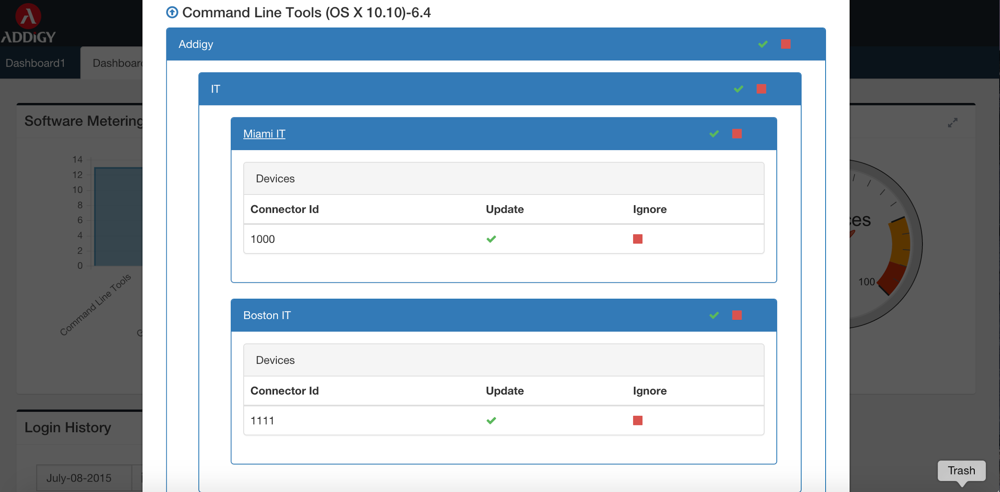 Command Line Tools (OS X 10.10)-6.4
ADDiGY
Addigy
Dashboard1
Dashboar
IT
Software Metering
Miami IT
14
12
10
8
6
4
2
0
Command Line Tools
Devices
Connector Id Update Ignore
1000
es
100
Boston IT
Devices
Connector Id Update Ignore
1111
Login History
July-08-2015
Trash